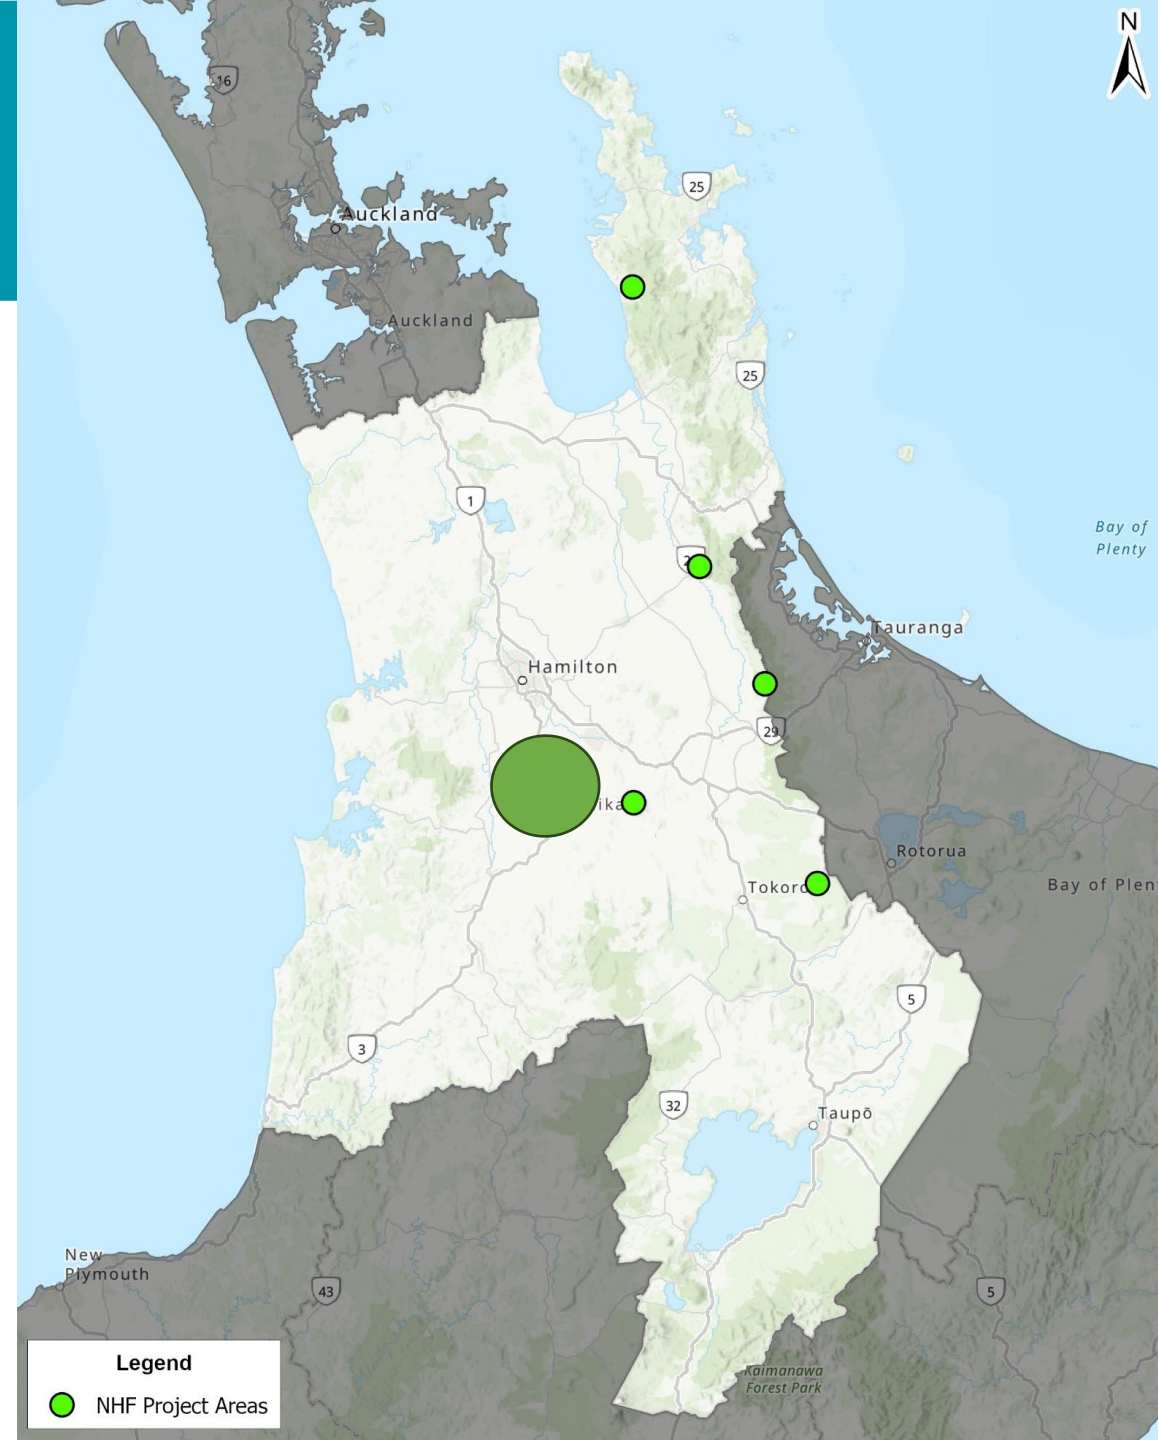 N
16
25
Auckland
Auckland
25
1
Bay of
Plenty
Tauranga
Hamilton
29
Rotorua
Bay of Plen
5
3
32
Taupō
New
Plymouth
43
5
Kaimanawa
Forest Park
Legend
NHF Project Areas